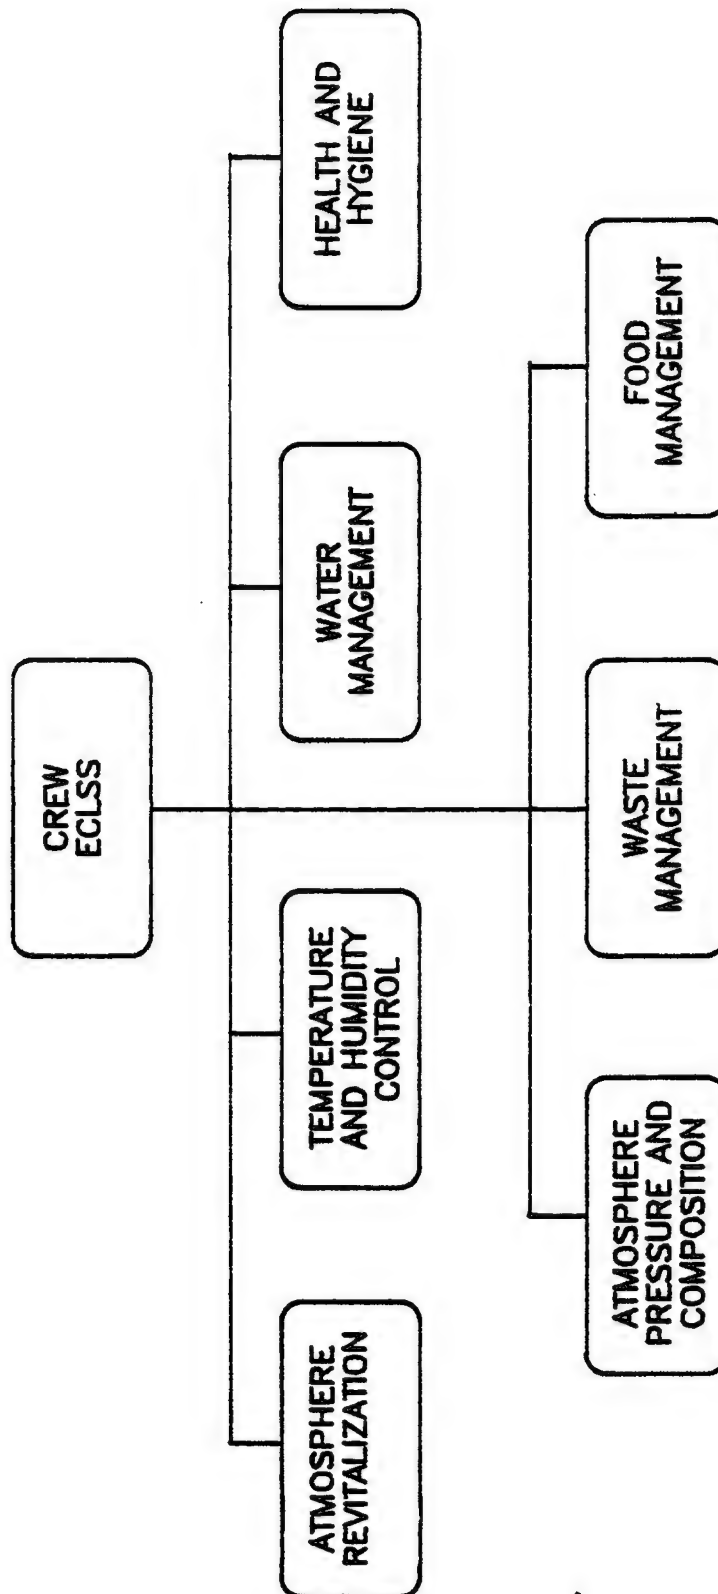 CREW
ECLSS
ATMOSPHERE
REVITALIZATION
TEMPERATURE
AND HUMIDITY
CONTROL
WATER
MANAGEMENT
HEALTH AND
HYGIENE
ATMOSPHERE
PRESSURE AND
COMPOSITION
WASTE
MANAGEMENT
FOOD
MANAGEMENT